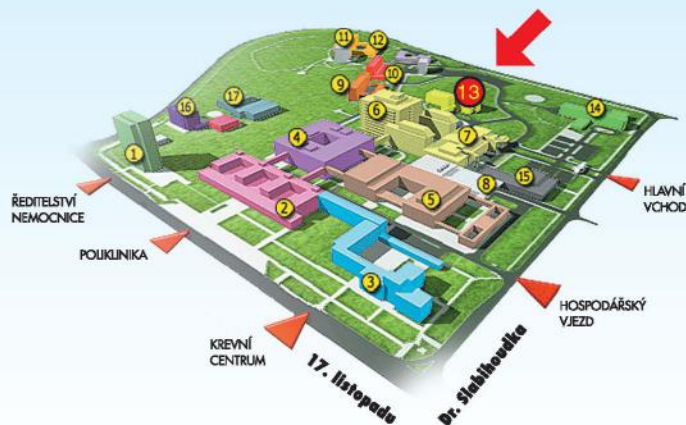 11
12
10
9
13
6
17
16
14
4
7
1
15
8
5
2
3
ŘEDITELSTVÍ
NEMOCNICE
POLIKLINIKA
KREVNÍ
CENTRUM
17. listopadu
Dr. Slabihoudka
HOSPODÁŘSKÝ
VJEZD
HLAVNÍ
VCHOD